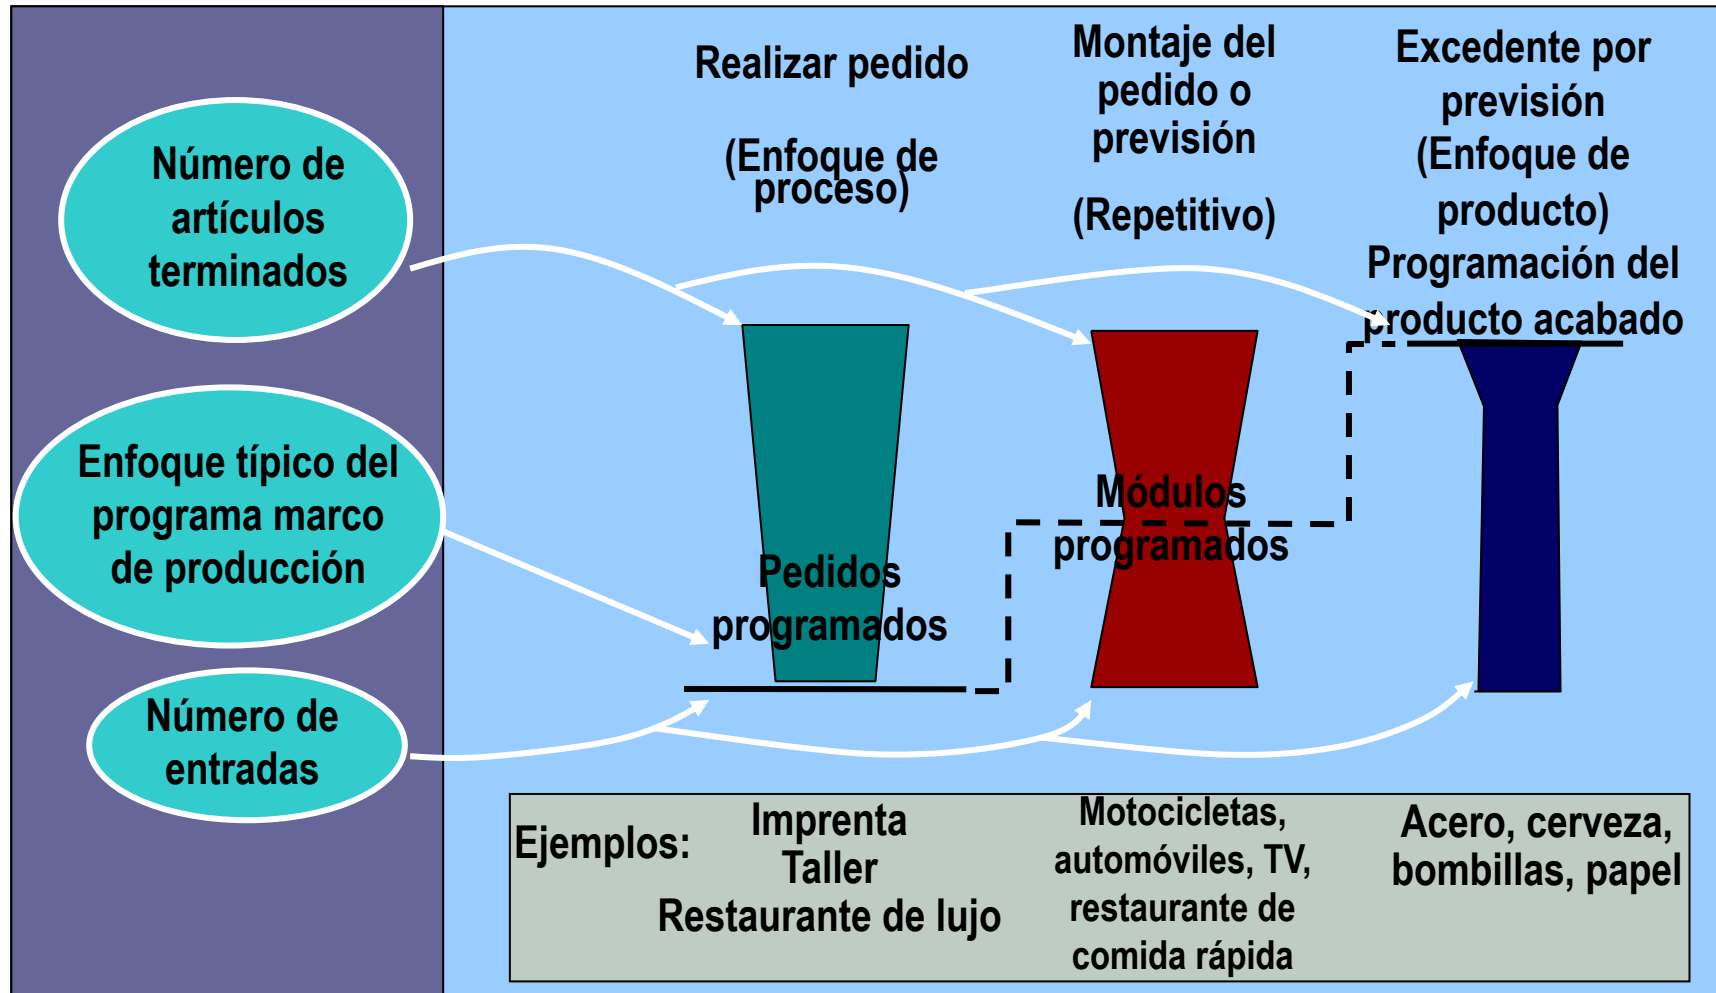 Número de
artículos
terminados
Enfoque típico del
programa marco
de producción
Número de
entradas
Realizar pedido
(Enfoque de
proceso)
Pedidos
programados
Montaje del
pedido o
previsión
(Repetitivo)
Módulos
programados
Excedente por
previsión
(Enfoque de
producto)
Programación del
producto acabado
Ejemplos:
Imprenta
Taller
Restaurante de lujo
Motocicletas,
automóviles, TV,
restaurante de
comida rápida
Acero, cerveza,
bombillas, papel